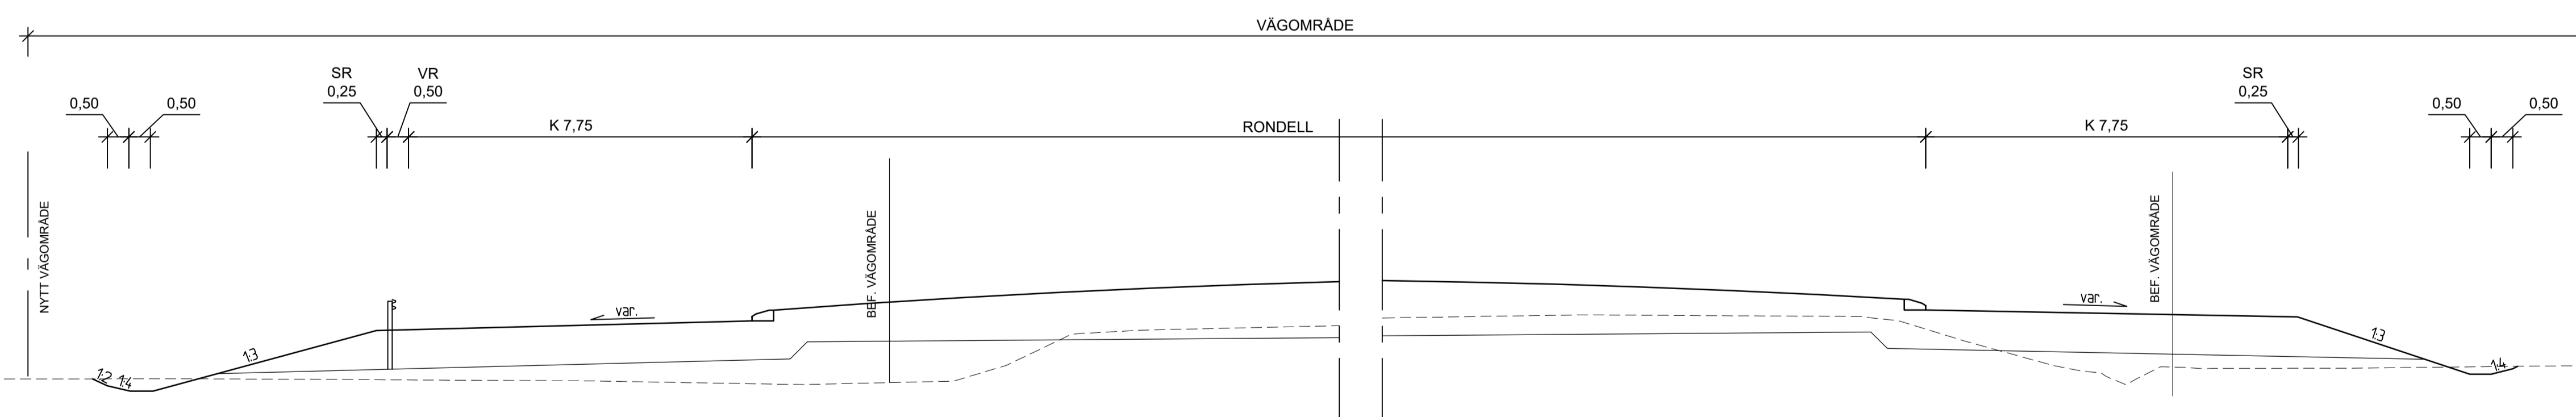 VÄGOMRÅDE
SR
0,25
VR
0,50
SR
0,25
0,50
0,50
0,50
0,50
K 7,75
RONDELL
K 7,75
NYTT VÄGOMRÅDE
BEF. VÄGOMRÅDE
BEF. VÄGOMRÅDE
var.
var.
1:3
1:3
1:2
1:4
1:4